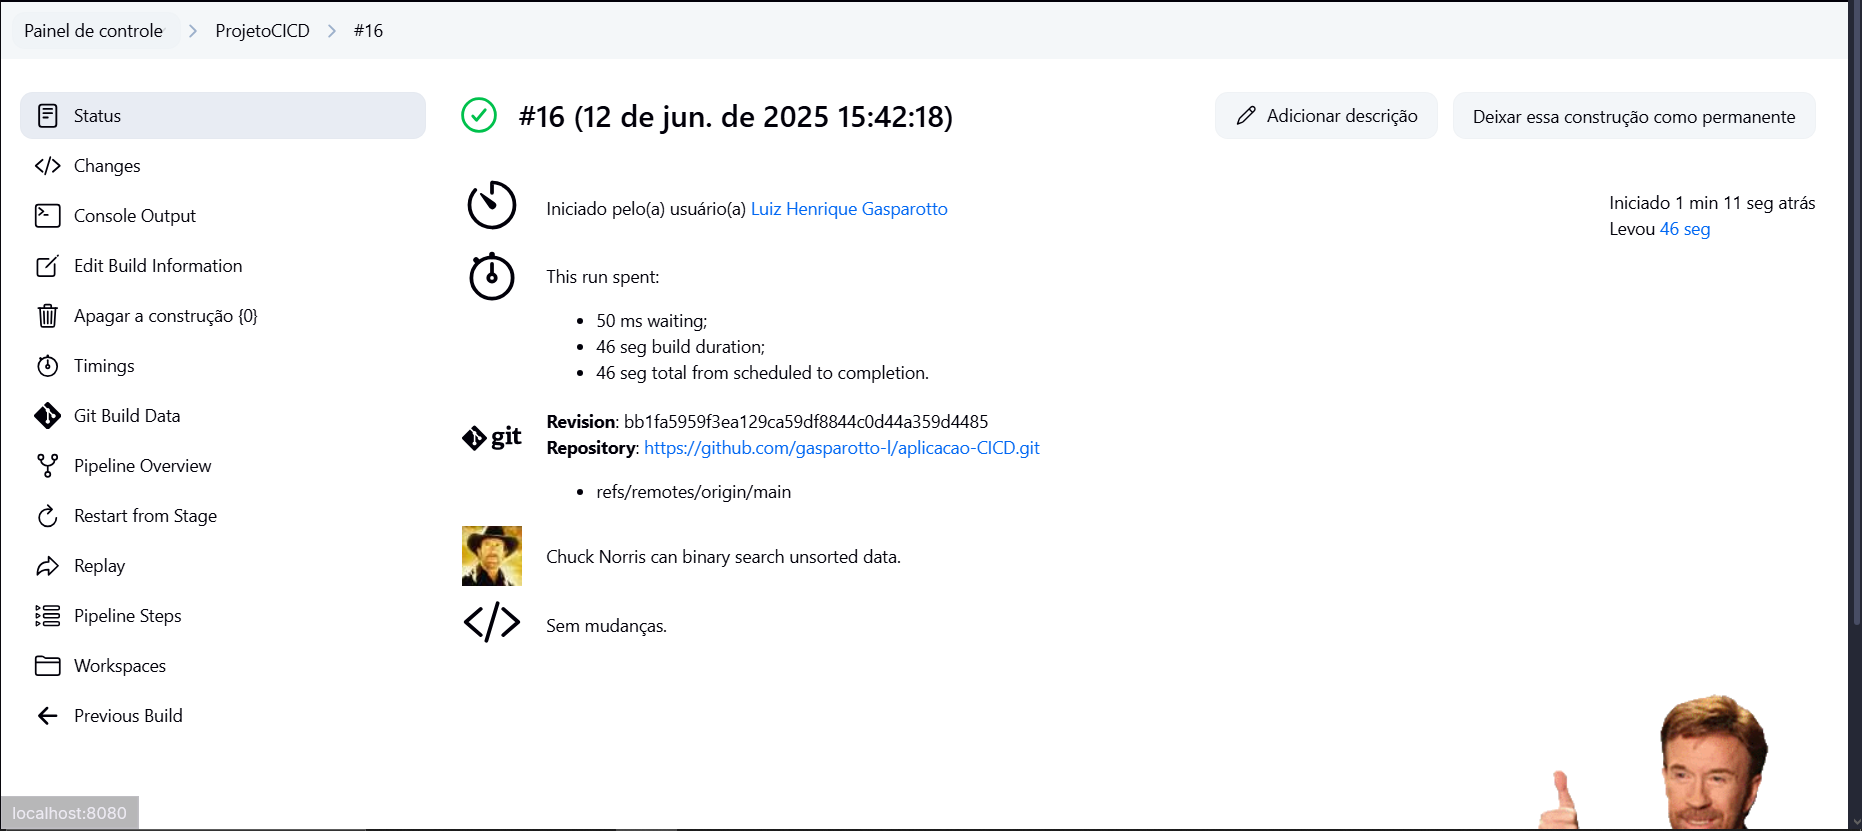 Painel de controle
ProjetoCICD
#16
Status
Changes
Console Output
Edit Build Information
Apagar a construção {0}
Timings
Git Build Data
Pipeline Overview
Restart from Stage
Replay
Pipeline Steps
Workspaces
Previous Build
#16 (12 de jun. de 2025 15:42:18)
Adicionar descrição
Deixar essa construção como permanente
Iniciado pelo(a) usuário(a) Luiz Henrique Gasparotto
Iniciado 1 min 11 seg atrás
Levou 46 seg
This run spent:
• 50 ms waiting;
• 46 seg build duration;
• 46 seg total from scheduled to completion.
git
Revision: bb1fa5959f3ea129ca59df8844c0d44a359d4485
Repository: https://github.com/gasparotto-l/aplicacao-CICD.git
• refs/remotes/origin/main
Chuck Norris can binary search unsorted data.
Sem mudanças.
localhost:8080